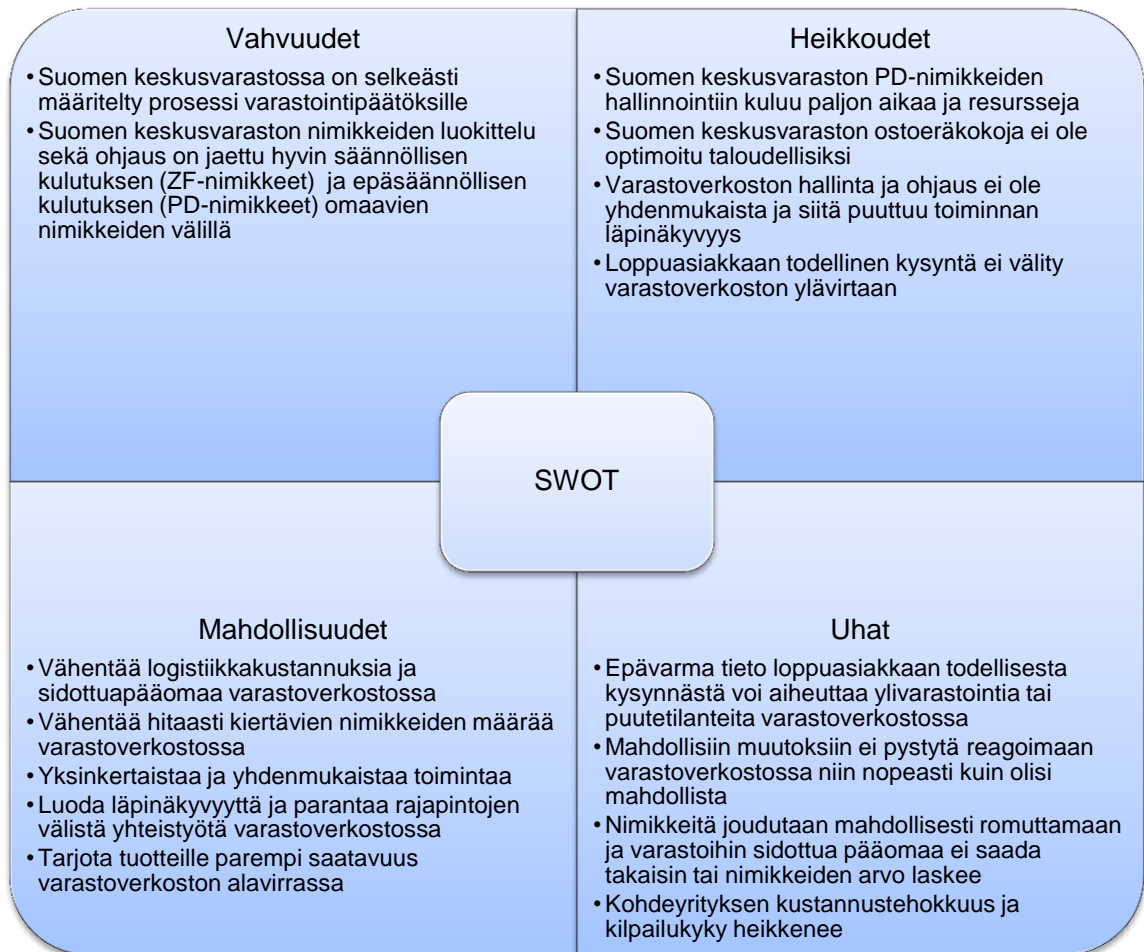 Vahvuudet
•Suomen keskusvarastossa on selkeästi
määritelty prosessi varastointipäätöksille
•Suomen keskusvaraston nimikkeiden luokittelu
sekä ohjaus on jaettu hyvin säännöllisen
kulutuksen (ZF-nimikkeet) ja epäsäännöllisen
kulutuksen (PD-nimikkeet) omaavien
nimikkeiden välillä
Heikkoudet
•Suomen keskusvaraston PD-nimikkeiden
hallinnointiin kuluu paljon aikaa ja resursseja
•Suomen keskusvaraston ostoeräkokoja ei ole
optimoitu taloudellisiksi
•Varastoverkoston hallinta ja ohjaus ei ole
yhdenmukaista ja siitä puuttuu toiminnan
läpinäkyvyys
•Loppuasiakkaan todellinen kysyntä ei välity
varastoverkoston ylävirtaan
SWOT
Mahdollisuudet
•Vähentää logistiikkakustannuksia ja
sidottuapääomaa varastoverkostossa
•Vähentää hitaasti kiertävien nimikkeiden määrää
varastoverkostossa
•Yksinkertaistaa ja yhdenmukaistaa toimintaa
•Luoda läpinäkyvyyttä ja parantaa rajapintojen
välistä yhteistyötä varastoverkostossa
•Tarjota tuotteille parempi saatavuus
varastoverkoston alavirrassa
Uhat
•Epävarma tieto loppuasiakkaan todellisesta
kysynnästä voi aiheuttaa ylivarastointia tai
puutetilanteita varastoverkostossa
•Mahdollisiin muutoksiin ei pystytä reagoimaan
varastoverkostossa niin nopeasti kuin olisi
mahdollista
•Nimikkeitä joudutaan mahdollisesti romuttamaan
ja varastoihin sidottua pääomaa ei saada
takaisin tai nimikkeiden arvo laskee
•Kohdeyrityksen kustannustehokkuus ja
kilpailukyky heikkenee